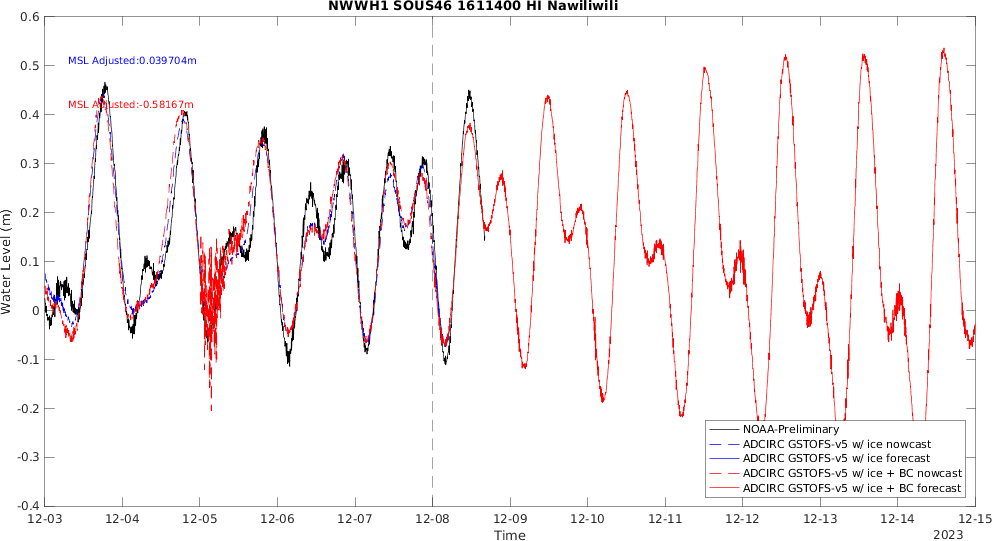 NWWH1 SOUS46 1611400 HI Nawiliwili
MSL Adjusted:0.039704m
MSL Adjusted:-0.58167m
Water Level (m)
0.6
0.5
0.4
0.3
0.2
0.1
0
-0.1
-0.2
-0.3
-0.4
NOAA-Preliminary
ADCIRC GSTOFS-v5 w/ ice nowcast
ADCIRC GSTOFS-v5 w/ ice forecast
ADCIRC GSTOFS-v5 w/ ice + BC nowcast
ADCIRC GSTOFS-v5 w/ ice + BC forecast
12-03 12-04 12-05 12-06 12-07 12-08 12-09 12-10 12-11 12-12 12-13 12-14 12-15
Time
2023